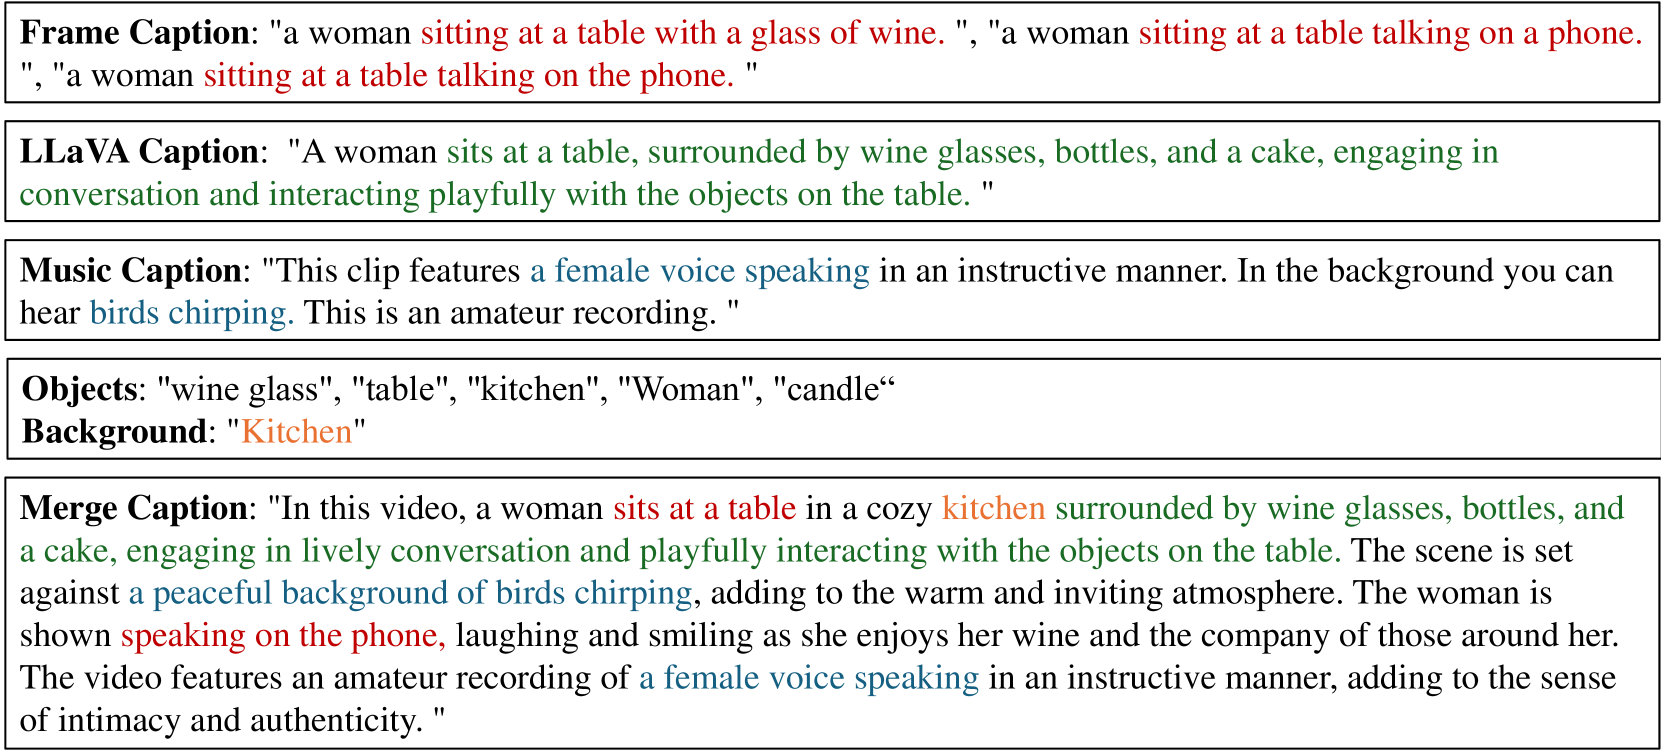 Frame Caption: "a woman sitting at a table with a glass of wine. ", "a woman sitting at a table talking on a phone.
", "a woman sitting at a table talking on the phone. "
LLaVA Caption:  "A woman sits at a table, surrounded by wine glasses, bottles, and a cake, engaging in
conversation and interacting playfully with the objects on the table. "
Music Caption: "This clip features a female voice speaking in an instructive manner. In the background you can
hear birds chirping. This is an amateur recording. "
Objects: "wine glass", "table", "kitchen", "Woman", "candle“
Background: "Kitchen"
Merge Caption: "In this video, a woman sits at a table in a cozy kitchen surrounded by wine glasses, bottles, and
a cake, engaging in lively conversation and playfully interacting with the objects on the table. The scene is set
against a peaceful background of birds chirping, adding to the warm and inviting atmosphere. The woman is
shown speaking on the phone, laughing and smiling as she enjoys her wine and the company of those around her.
The video features an amateur recording of a female voice speaking in an instructive manner, adding to the sense
of intimacy and authenticity. "